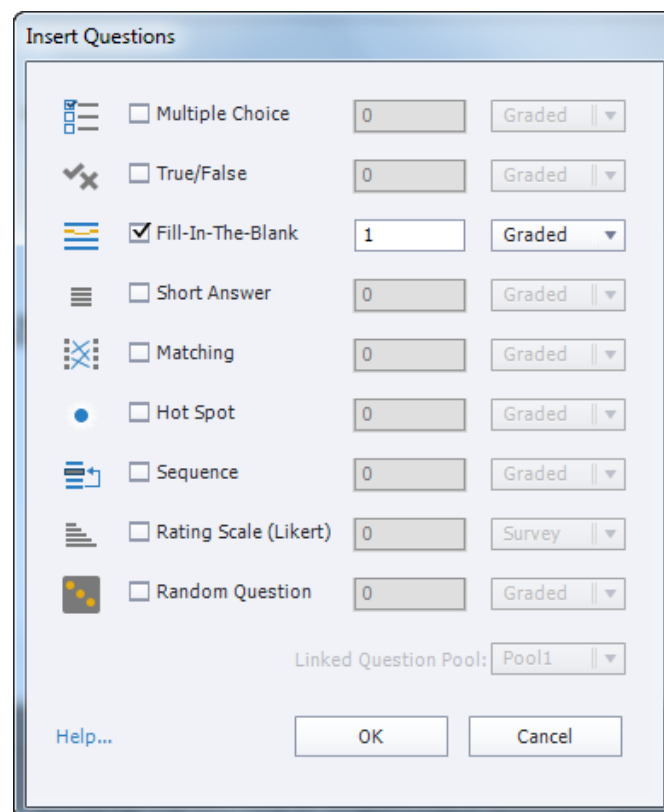 Insert Questions
Multiple Choice 0 Graded
True/False 0 Graded
Fill-In-The-Blank 1 Graded
Short Answer 0 Graded
Matching 0 Graded
Hot Spot 0 Graded
Sequence 0 Graded
Rating Scale (Likert) 0 Survey
Random Question 0 Graded
Linked Question Pool: Pool1
Help... OK Cancel